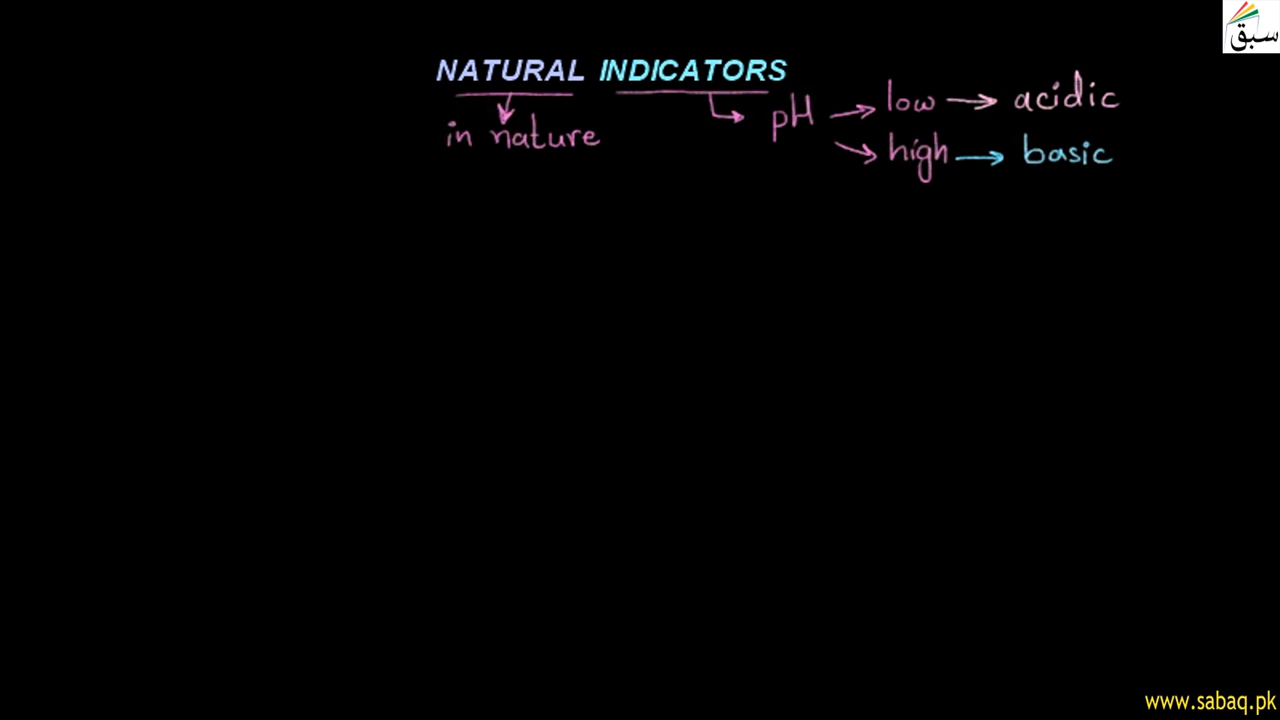 سبق
NATURAL INDICATORS
in nature
pH → low → acidic
→ high → basic
www.sabaq.pk